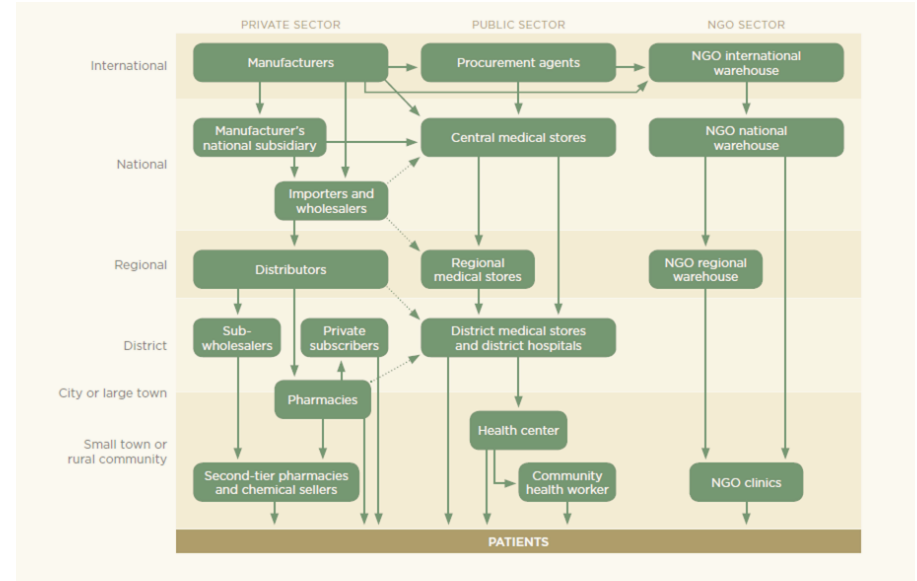 PRIVATE SECTOR
PUBLIC SECTOR
NGO SECTOR
International
Manufacturers
Procurement agents
NGO international
warehouse
National
Manufacturer's
national subsidiary
Central medical stores
NGO national
warehouse
Importers and
wholesalers
Regional
Distributors
Regional
medical stores
NGO regional
warehouse
District
Sub-
wholesalers
Private
subscribers
District medical stores
and district hospitals
City or large town
Pharmacies
Small town or
rural community
Health center
Second-tier pharmacies
and chemical sellers
Community
health worker
NGO clinics
PATIENTS